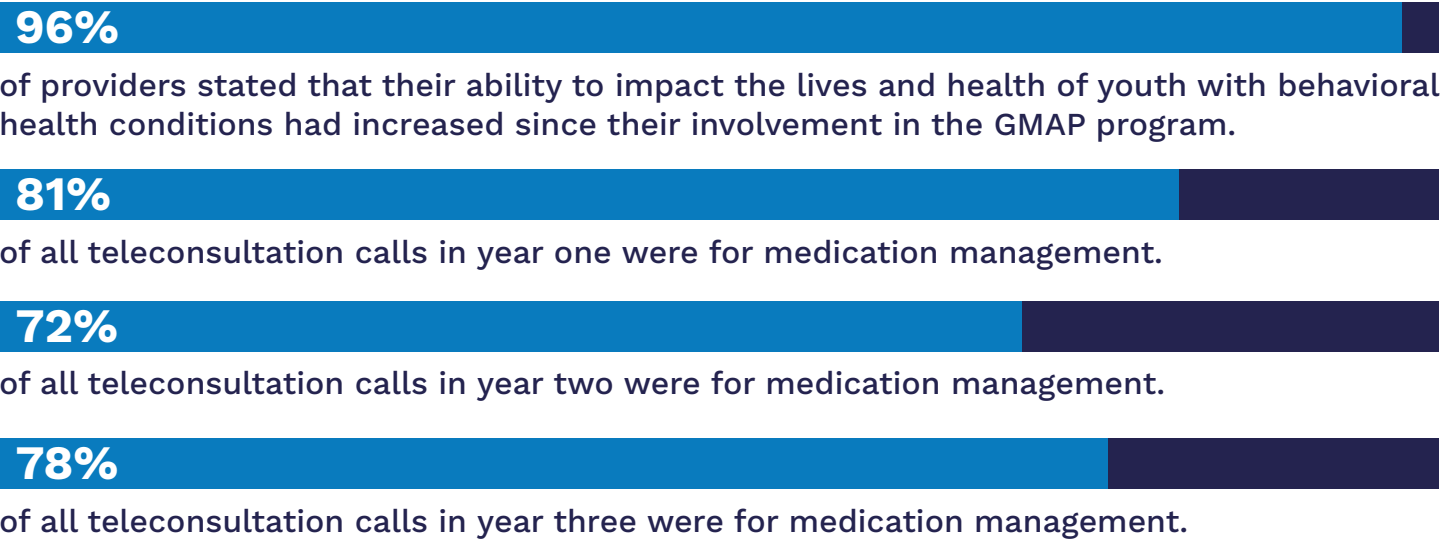 96%
of providers stated that their ability to impact the lives and health of youth with behavioral
health conditions had increased since their involvement in the GMAP program.
81%
of all teleconsultation calls in year one were for medication management.
72%
of all teleconsultation calls in year two were for medication management.
78%
of all teleconsultation calls in year three were for medication management.